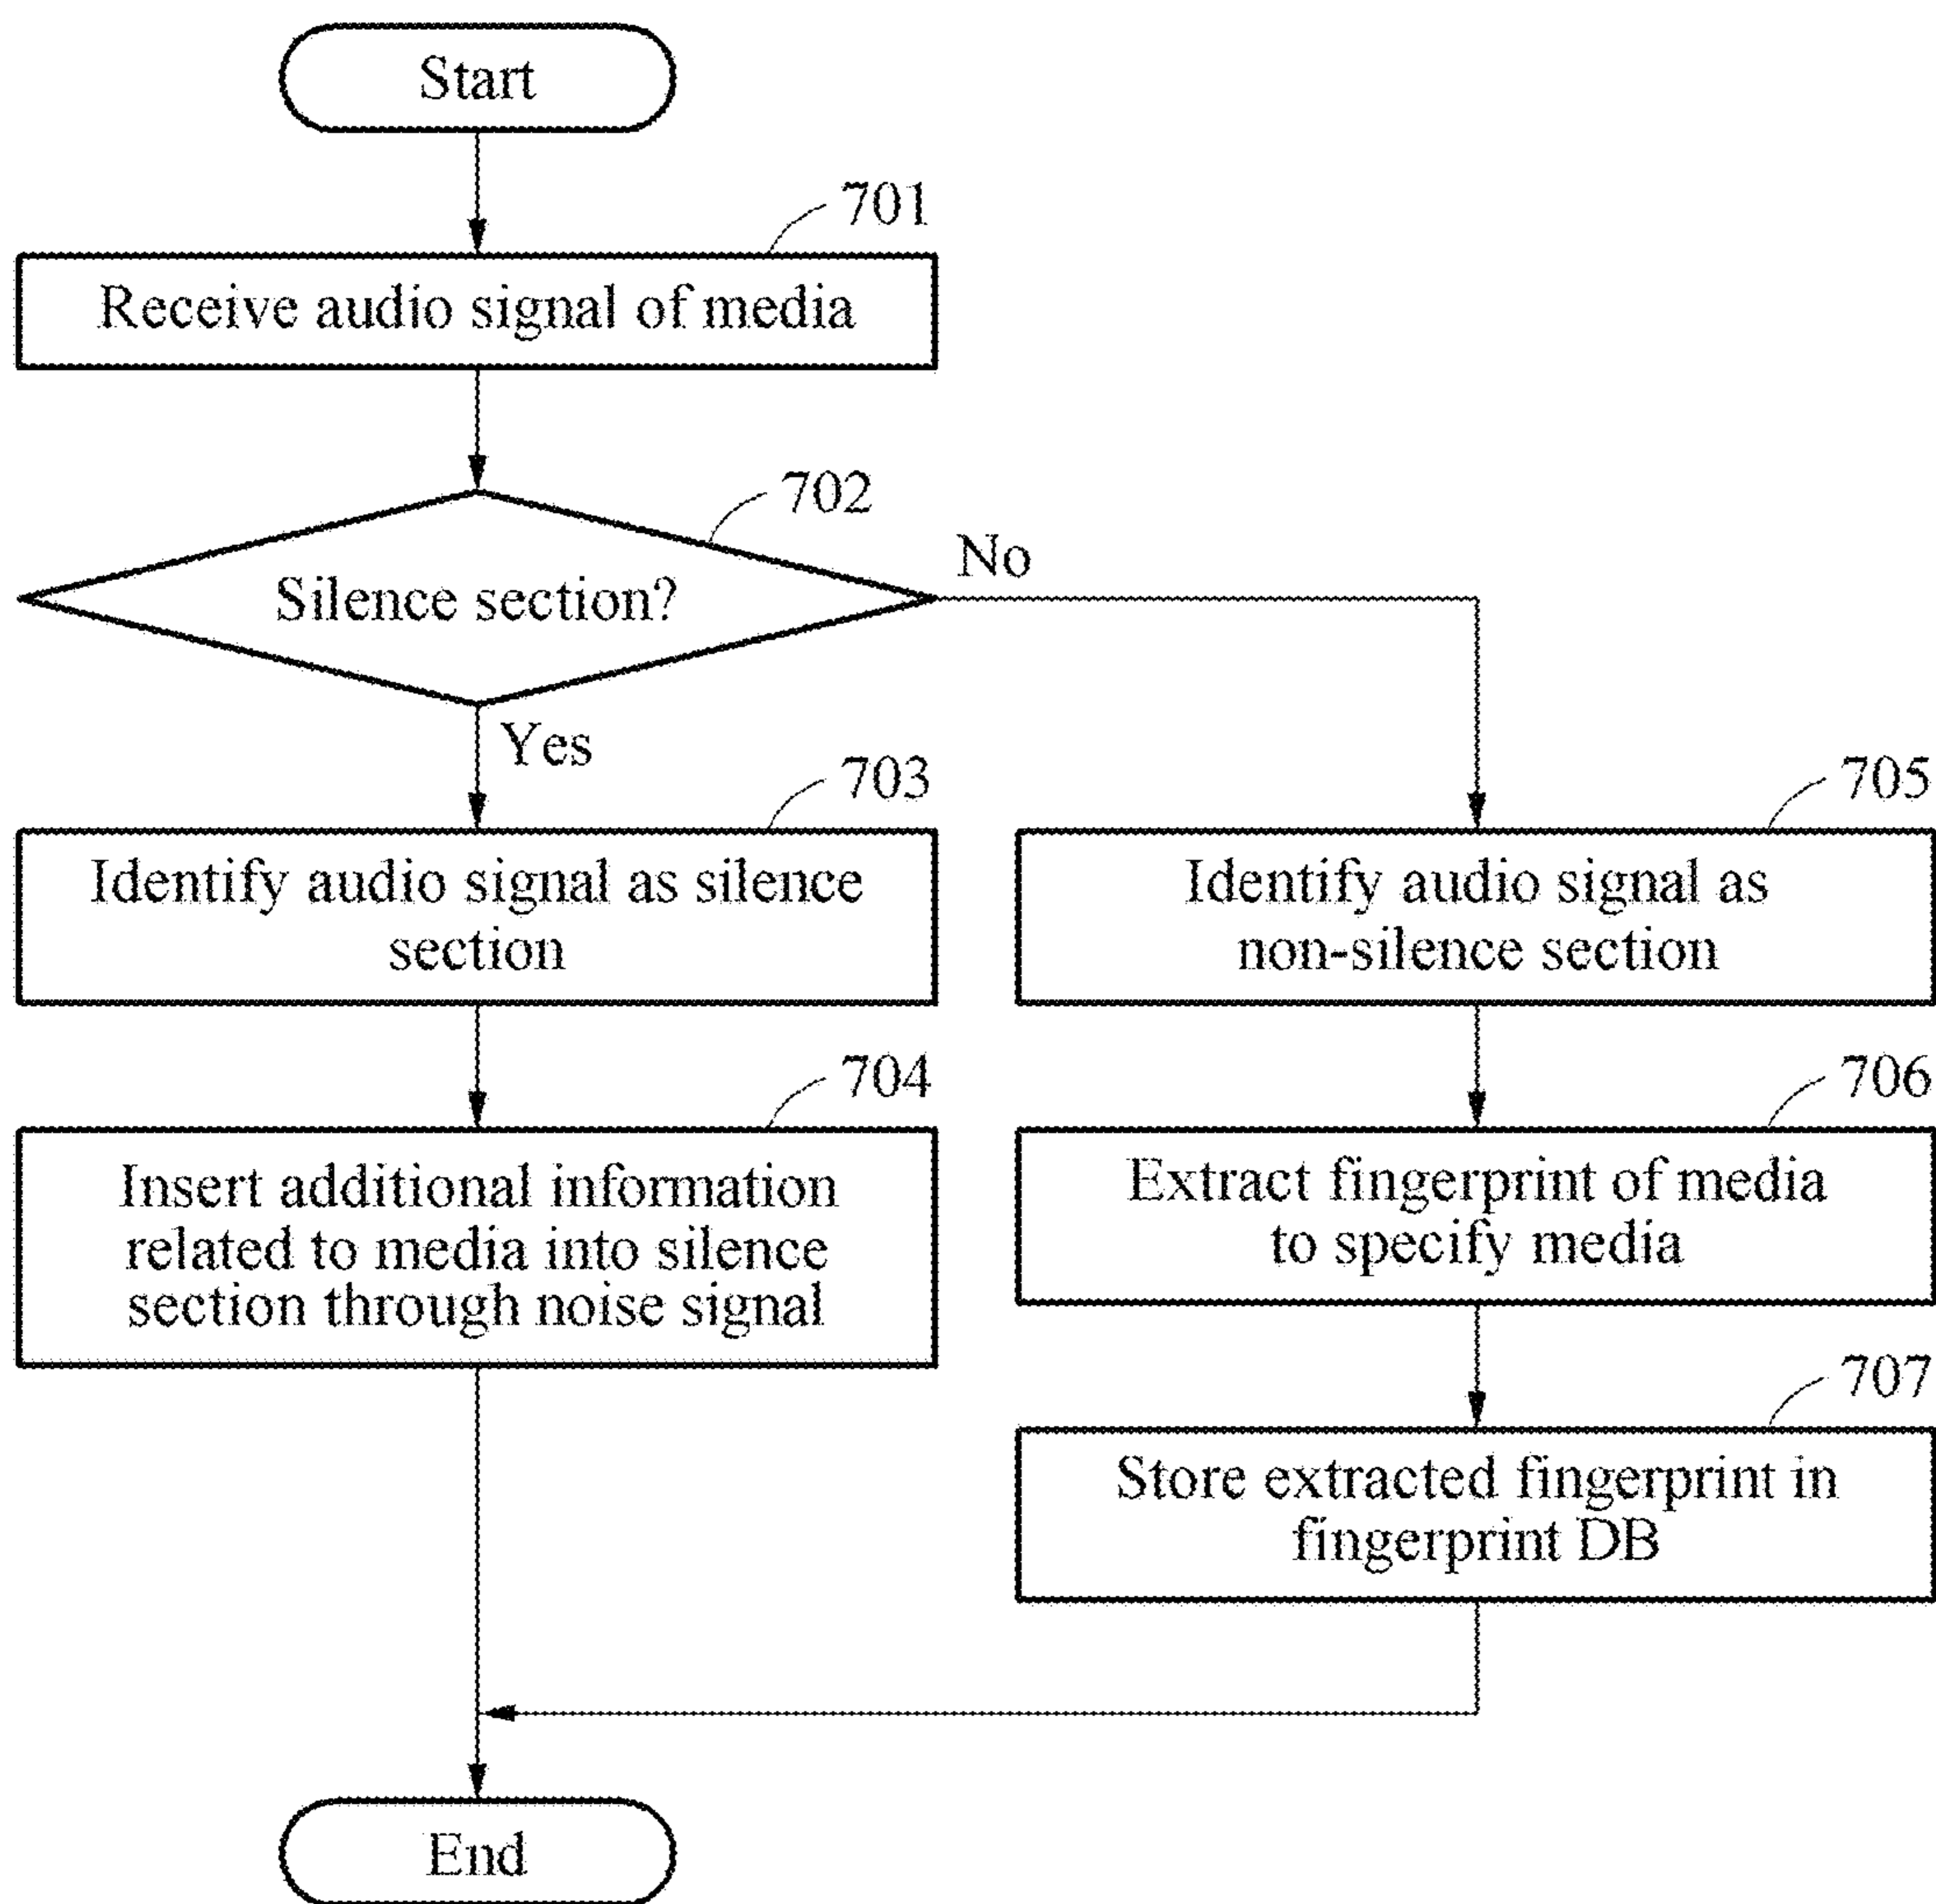 Start
701
Receive audio signal of media
702
Silence section?
No
Yes
703
Identify audio signal as silence
section
704
Insert additional information
related to media into silence
section through noise signal
705
Identify audio signal as
non-silence section
706
Extract fingerprint of media
to specify media
707
Store extracted fingerprint in
fingerprint DB
End